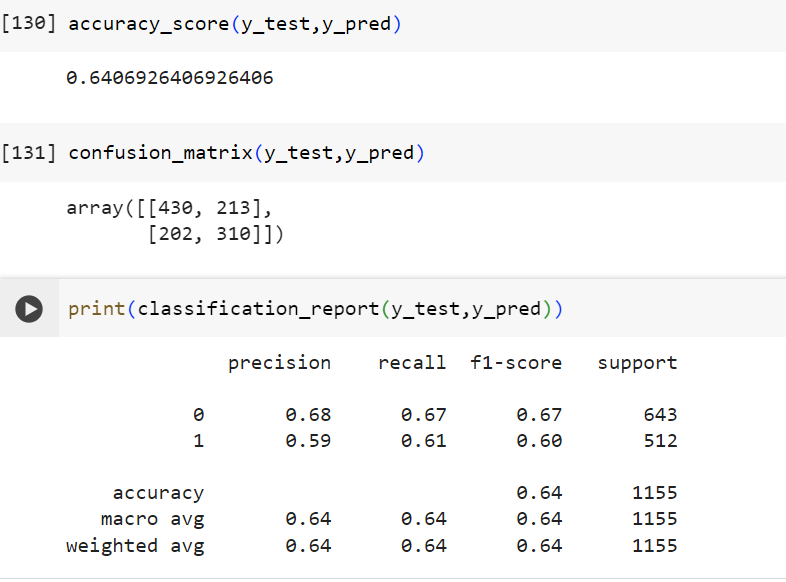 [130] accuracy_score(y_test,y_pred)
0.6406926406926406
[131] confusion_matrix(y_test,y_pred)
array([[430, 213],
[202, 310]])
print(classification_report(y_test,y_pred))
precision recall f1-score support
0 0.68 0.67 0.67 643
1 0.59 0.61 0.60 512
accuracy 0.64 1155
macro avg 0.64 0.64 0.64 1155
weighted avg 0.64 0.64 0.64 1155